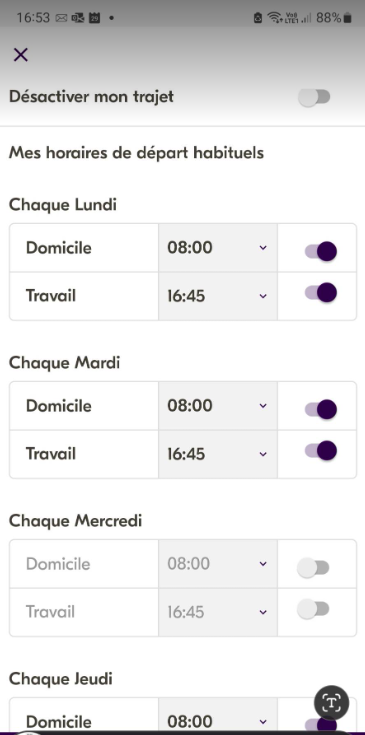 16:53
88%
Désactiver mon trajet
Mes horaires de départ habituels
Chaque Lundi
Domicile 08:00
Travail 16:45
Chaque Mardi
Domicile 08:00
Travail 16:45
Chaque Mercredi
Domicile 08:00
Travail 16:45
Chaque Jeudi
Domicile 08:00